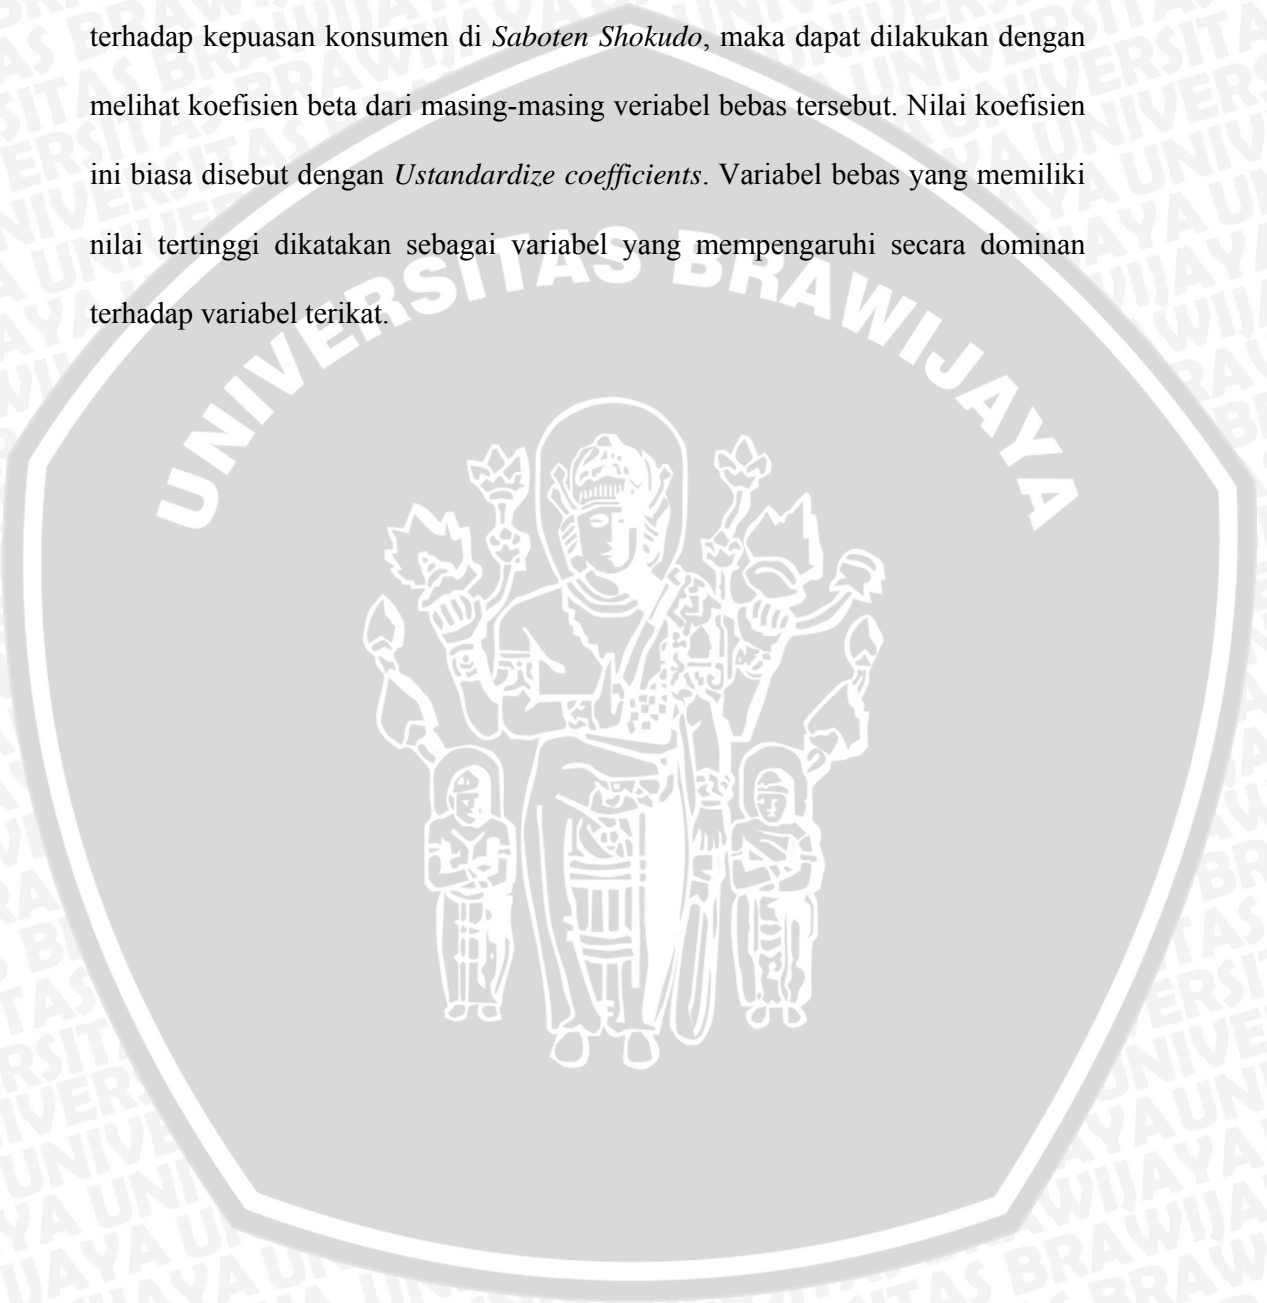 terhadap kepuasan konsumen di Saboten Shokudo, maka dapat dilakukan dengan
melihat koefisien beta dari masing-masing veriabel bebas tersebut. Nilai koefisien
ini biasa disebut dengan Ustandardize coefficients. Variabel bebas yang memiliki
nilai tertinggi dikatakan sebagai variabel yang mempengaruhi secara dominan
terhadap variabel terikat.
UNIVERSITAS BRAWIJAYA